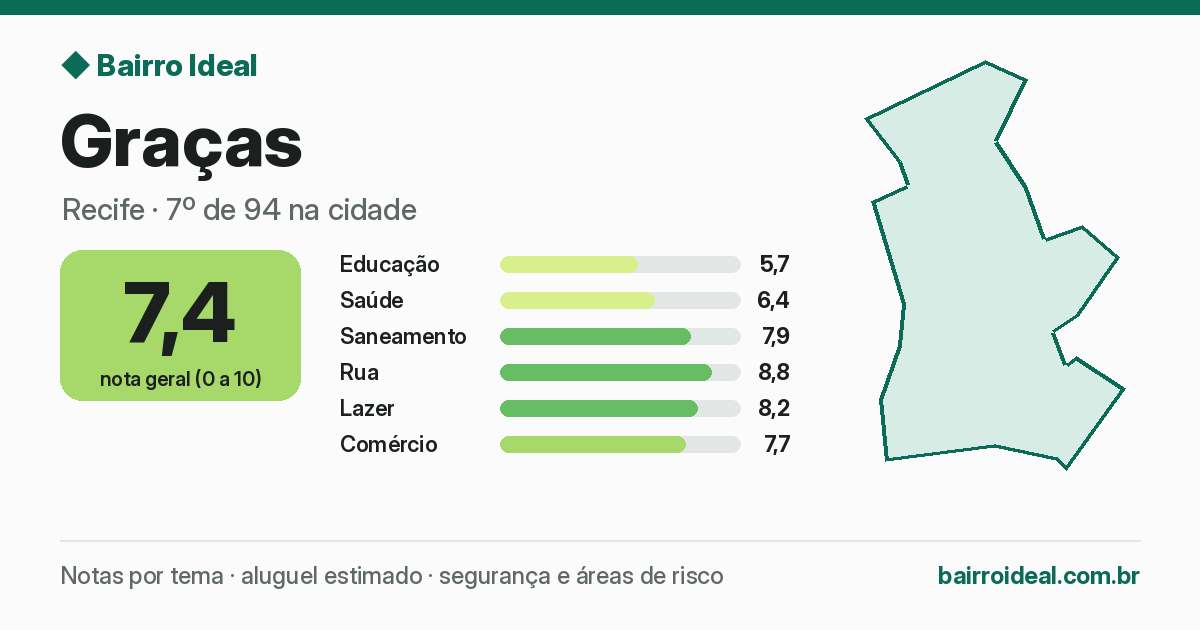 Bairro Ideal
Graças
Recife · 7º de 94 na cidade
7,4
nota geral (0 a 10)
Educação 5,7
Saúde 6,4
Saneamento 7,9
Rua 8,8
Lazer 8,2
Comércio 7,7
Notas por tema · aluguel estimado · segurança e áreas de risco
bairroideal.com.br